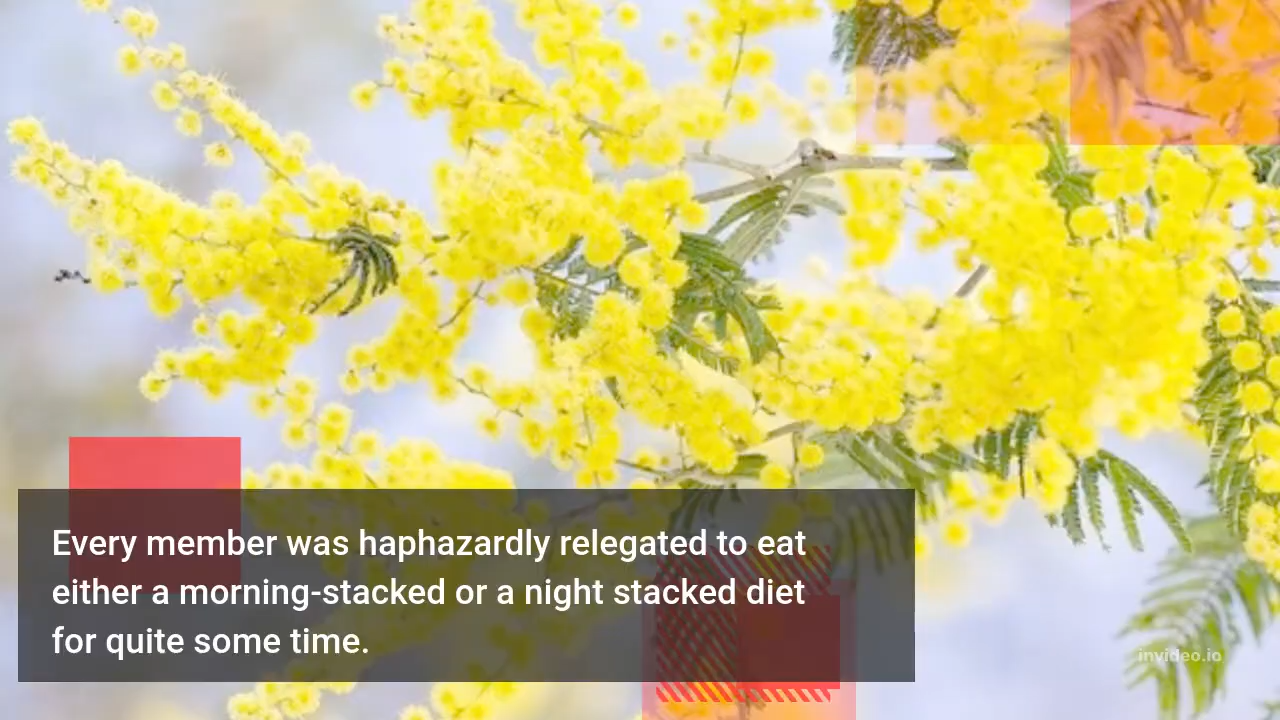 Every member was haphazardly relegated to eat
either a morning-stacked or a night stacked diet
for quite some time.
invideo.io